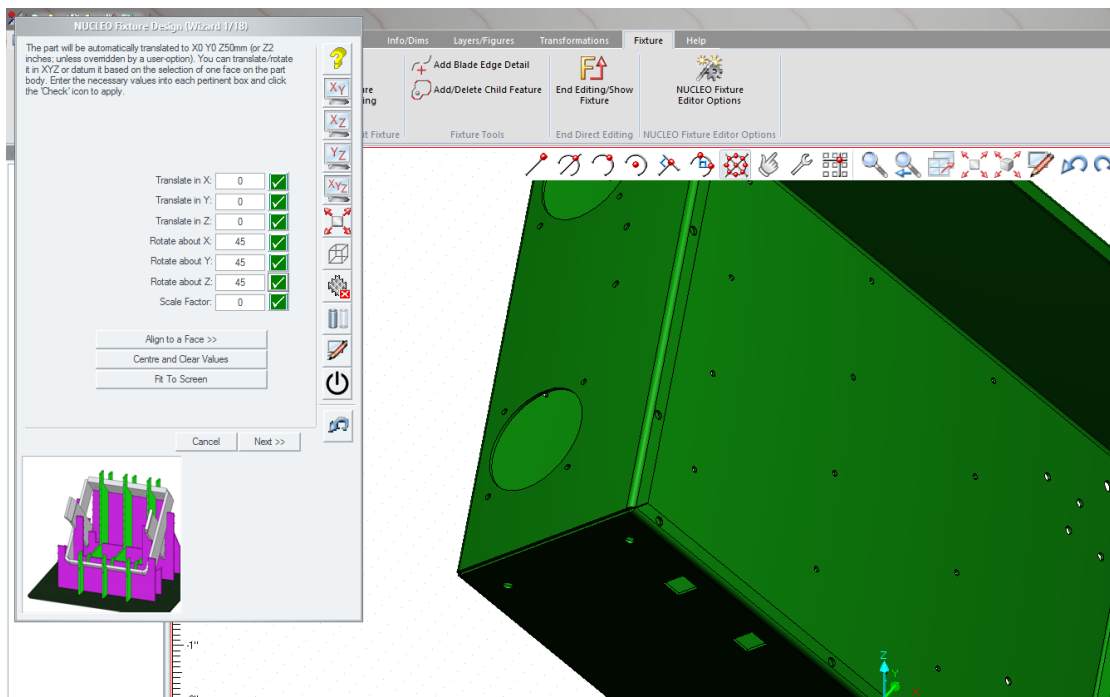 NUCLEO Fixture Design (Wizard 1/18)
The part will be automatically translated to X0 Y0 Z50mm (or Z2
inches; unless overridden by a user-option). You can translate/rotate
it in XYZ or datum it based on the selection of one face on the part
body. Enter the necessary values into each pertinent box and click
the 'Check' icon to apply.
Translate in X: 0
Translate in Y: 0
Translate in Z: 0
Rotate about X: 45
Rotate about Y: 45
Rotate about Z: 45
Scale Factor: 0
Align to a Face >>
Centre and Clear Values
Fit To Screen
Cancel Next >>
?
XY
XZ
YZ
XYZ
Info/Dims Layers/Figures Transformations Fixture Help
Add Blade Edge Detail
Add/Delete Child Feature
End Editing/Show
Fixture
NUCLEO Fixture
Editor Options
Fixture Tools End Direct Editing NUCLEO Fixture Editor Options
-1"
Z
Y
X